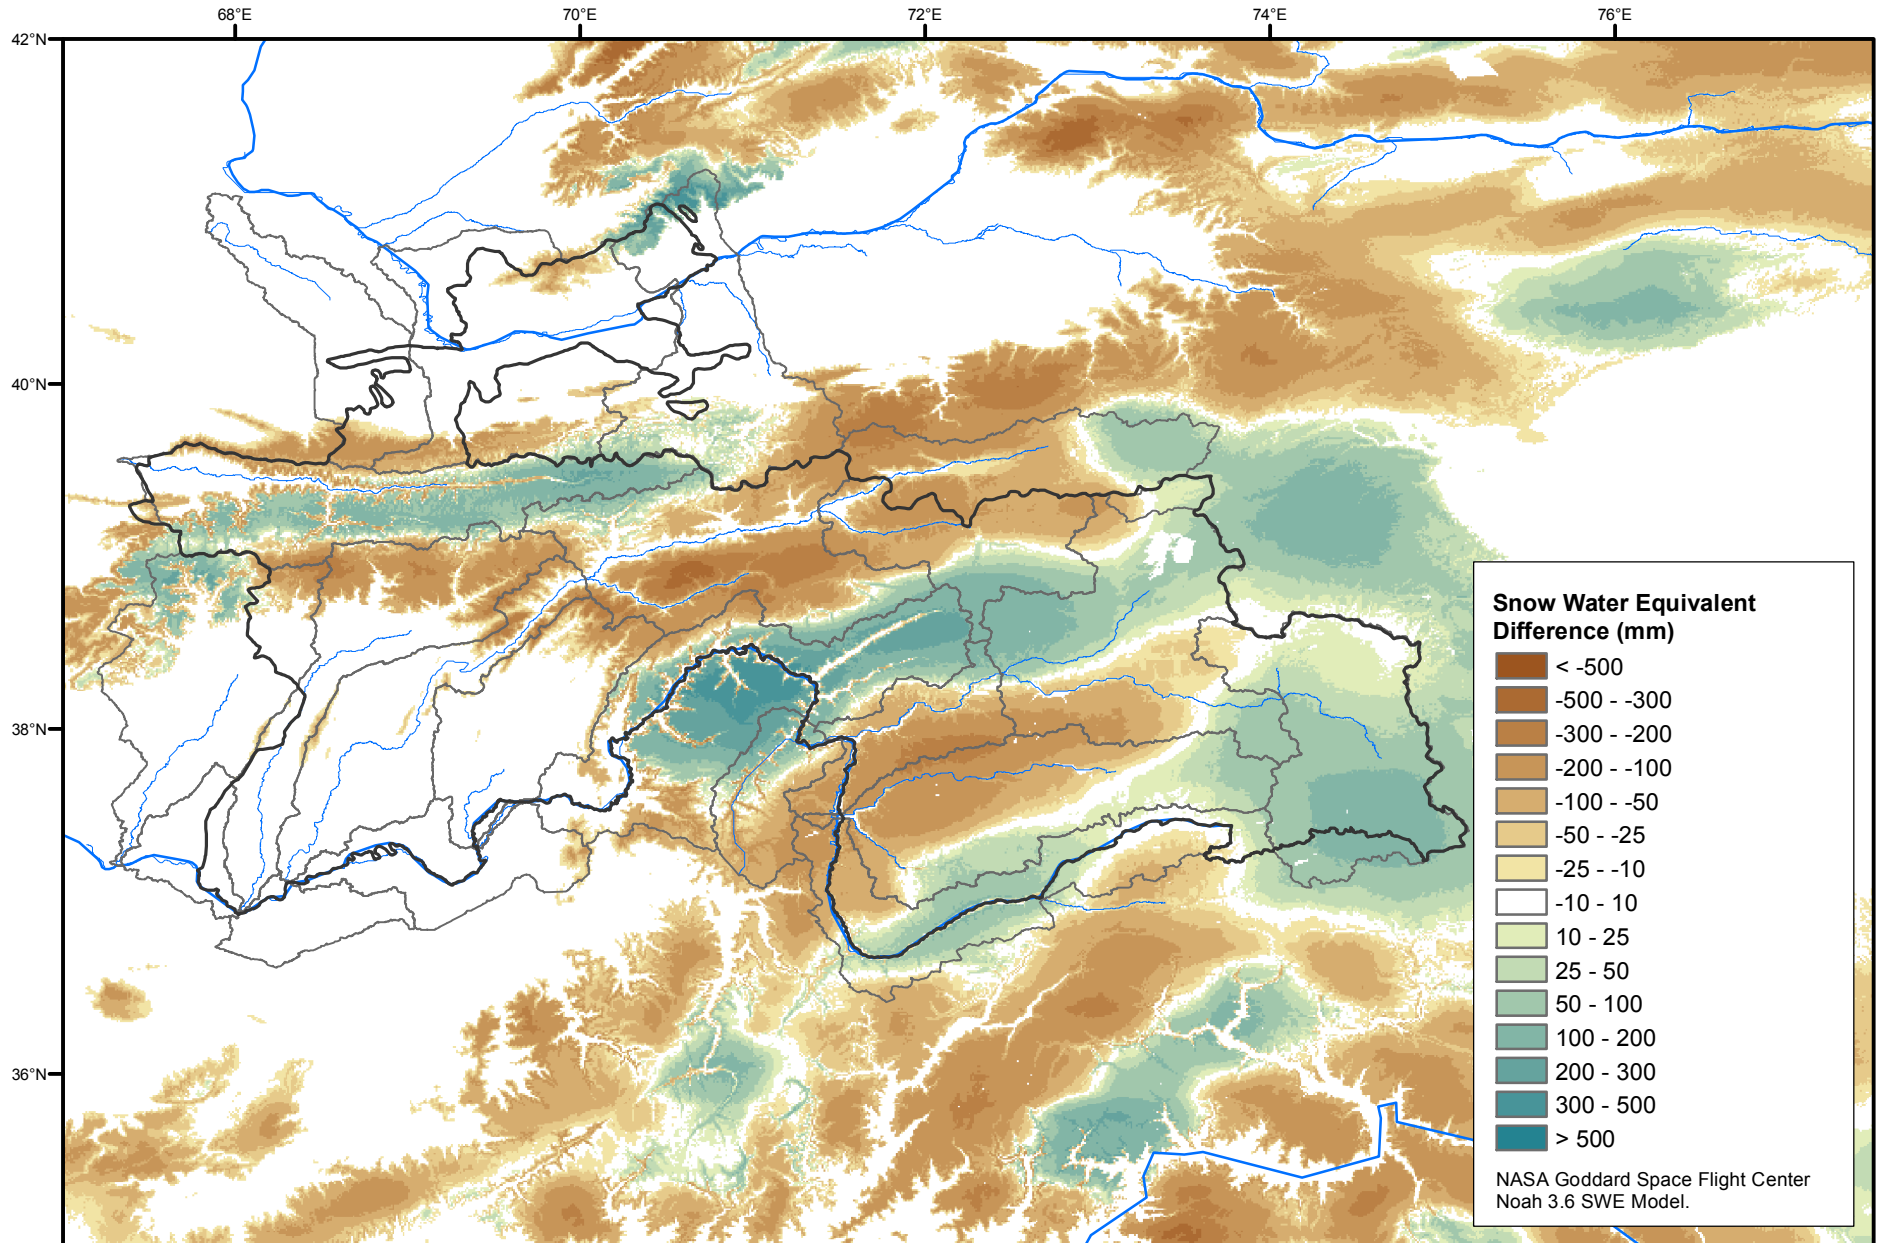 68°E
70°E
72°E
74°E
76°E
42°N
40°N
38°N
36°N
Snow Water Equivalent
Difference (mm)
< -500
-500 - -300
-300 - -200
-200 - -100
-100 - -50
-50 - -25
-25 - -10
-10 - 10
10 - 25
25 - 50
50 - 100
100 - 200
200 - 300
300 - 500
> 500
NASA Goddard Space Flight Center
Noah 3.6 SWE Model.